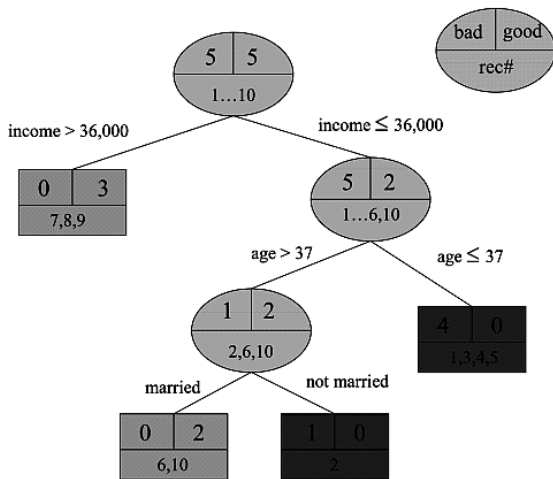 bad good
rec#
5 5
1...10
income > 36,000
income ≤ 36,000
0 3
7,8,9
5 2
1...6,10
age > 37
age ≤ 37
1 2
2,6,10
4 0
1,3,4,5
married
not married
0 2
6,10
1 0
2